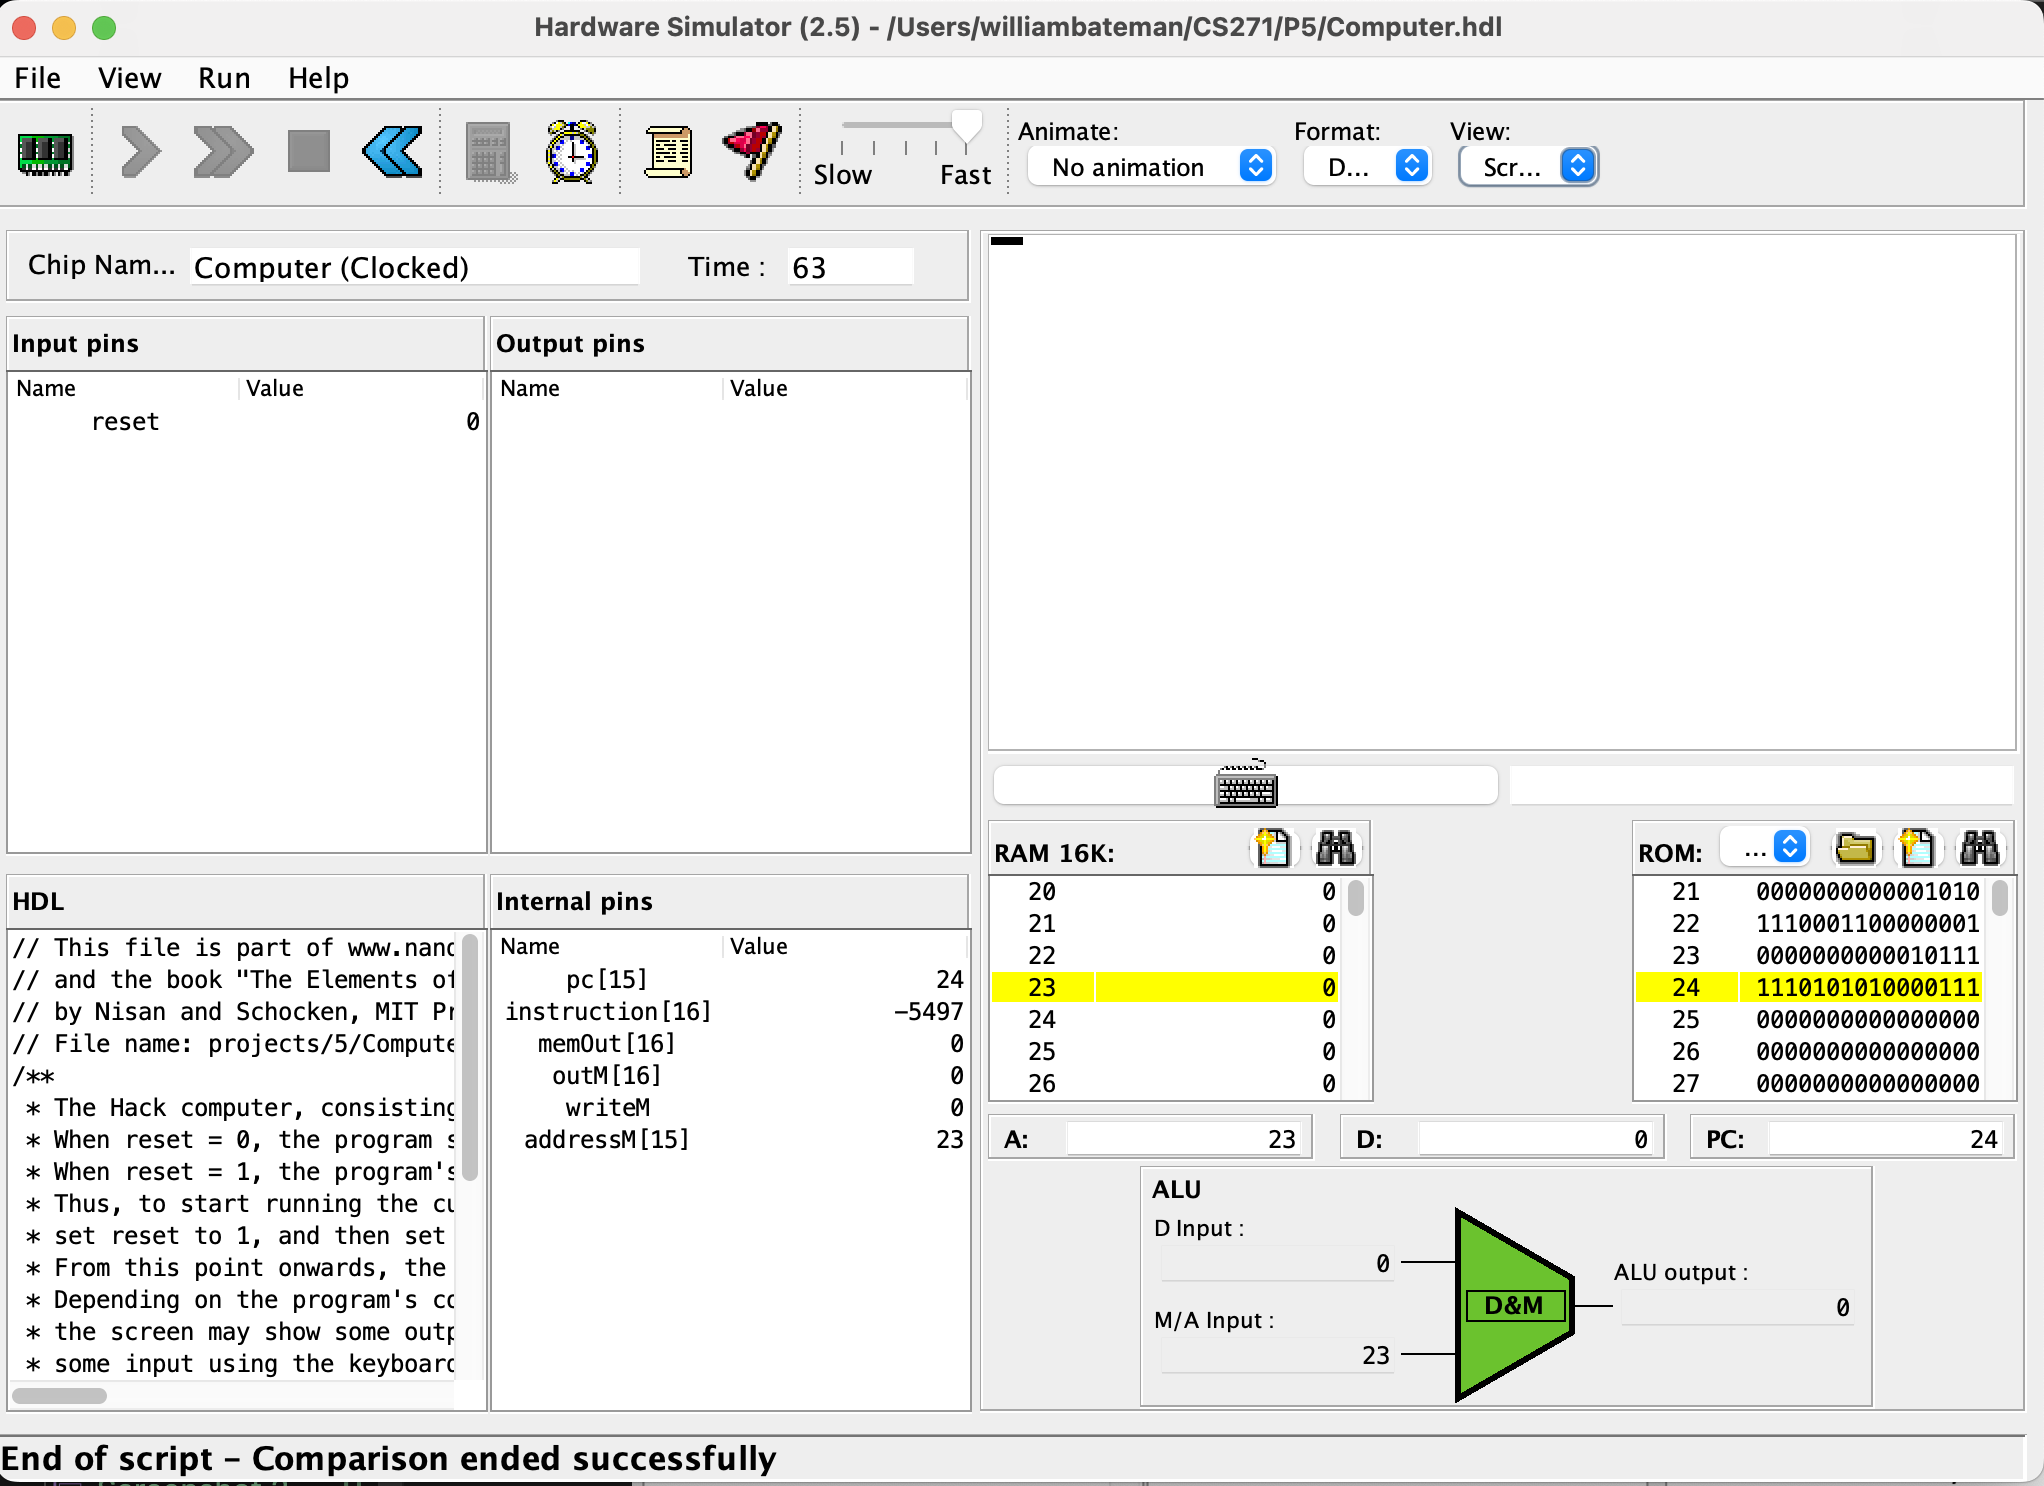 Hardware Simulator (2.5) - /Users/williambateman/CS271/P5/Computer.hdl
File View Run Help
Animate: Format: View:
Slow Fast No animation D... Scr...
Chip Nam... Computer (Clocked) Time : 63
Input pins
Name Value
reset 0
Output pins
Name Value
HDL
// This file is part of www.nand
// and the book "The Elements of
// by Nisan and Schocken, MIT Pr
// File name: projects/5/Compute
/**
* The Hack computer, consisting
* When reset = 0, the program s
* When reset = 1, the program's
* Thus, to start running the cu
* set reset to 1, and then set
* From this point onwards, the
* Depending on the program's co
* the screen may show some outp
* some input using the keyboard
Internal pins
Name Value
pc[15] 24
instruction[16] -5497
memOut[16] 0
outM[16] 0
writeM 0
addressM[15] 23
RAM 16K:
20 0
21 0
22 0
23 0
24 0
25 0
26 0
ROM: ...
21 0000000000001010
22 1110001100000001
23 0000000000010111
24 1110101010000111
25 0000000000000000
26 0000000000000000
27 0000000000000000
A: 23 D: 0 PC: 24
ALU
D Input :
0
M/A Input :
23
D&M
ALU output :
0
End of script - Comparison ended successfully